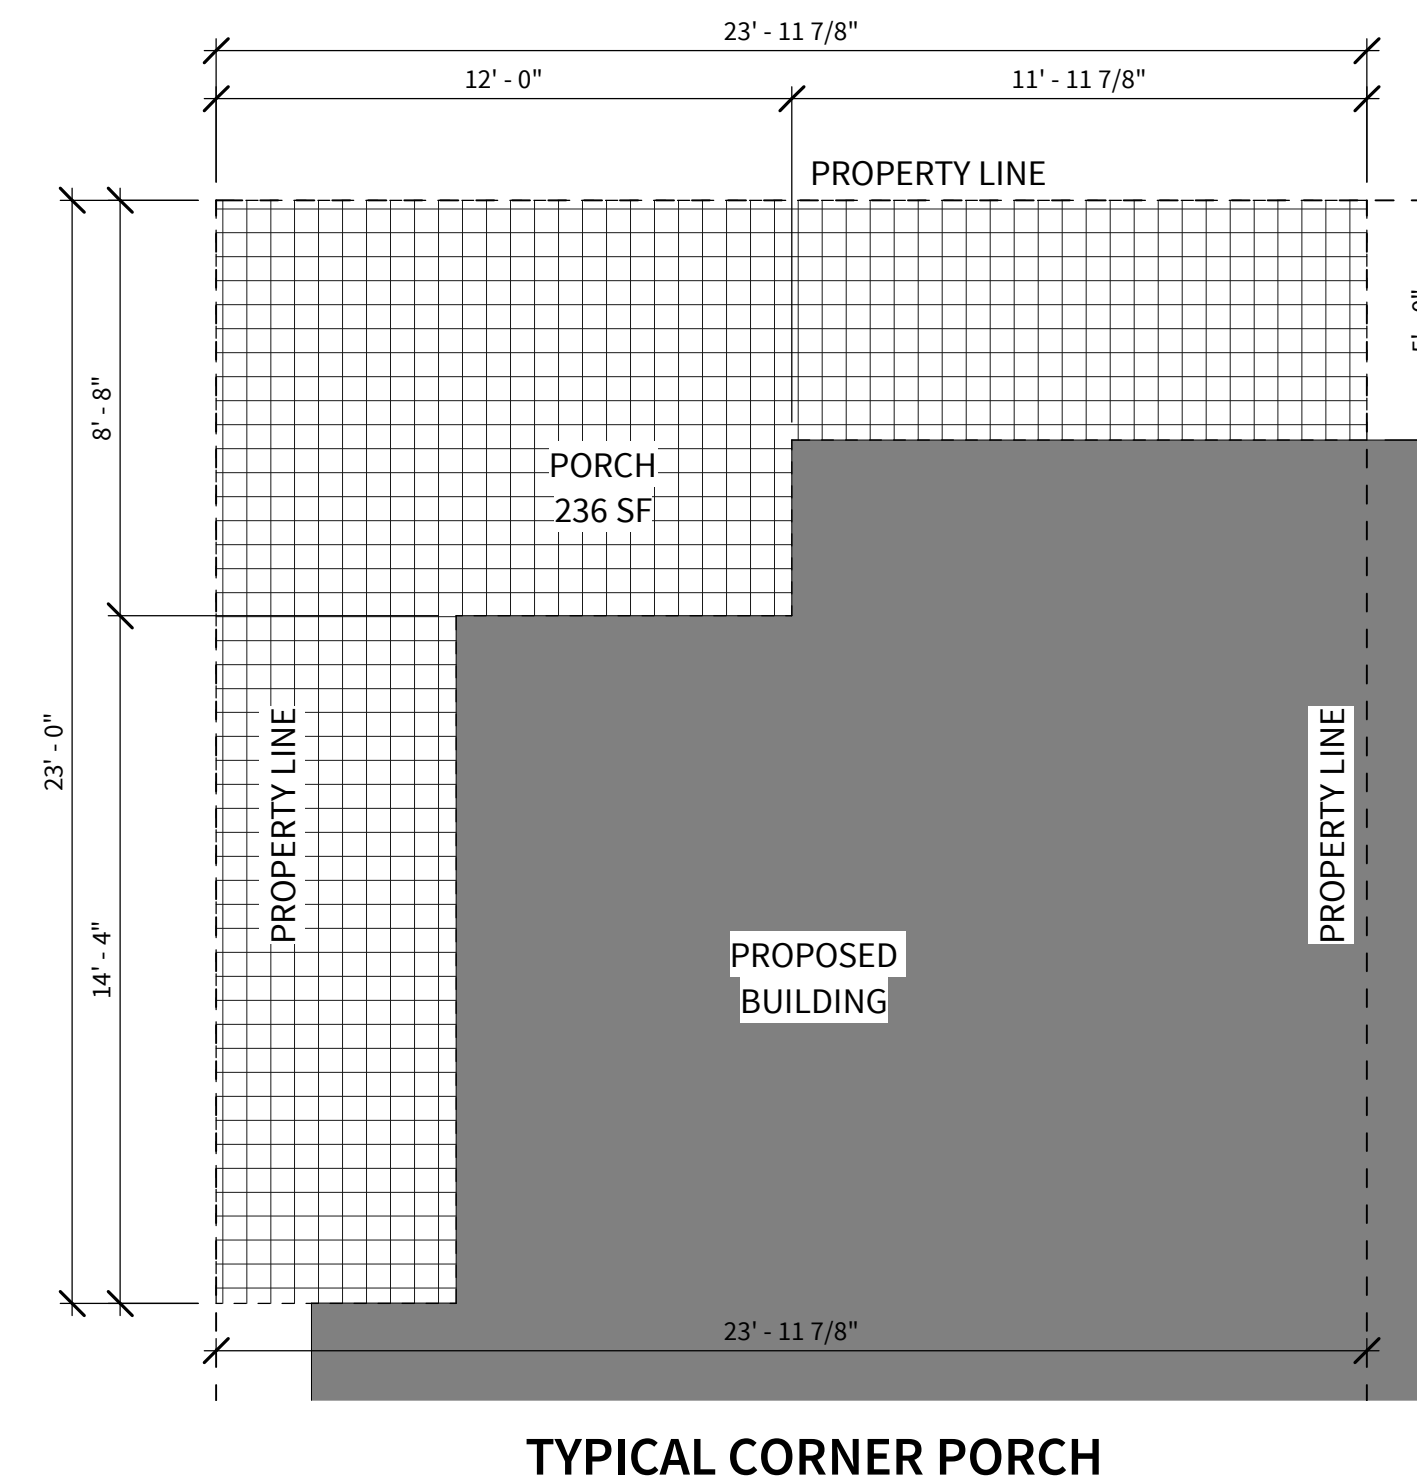 23' - 11 7/8"
12' - 0"
11' - 11 7/8"
PROPERTY LINE
8' - 8"
PORCH
236 SF
23' - 0"
14' - 4"
PROPERTY LINE
PROPERTY LINE
PROPOSED
BUILDING
23' - 11 7/8"
TYPICAL CORNER PORCH